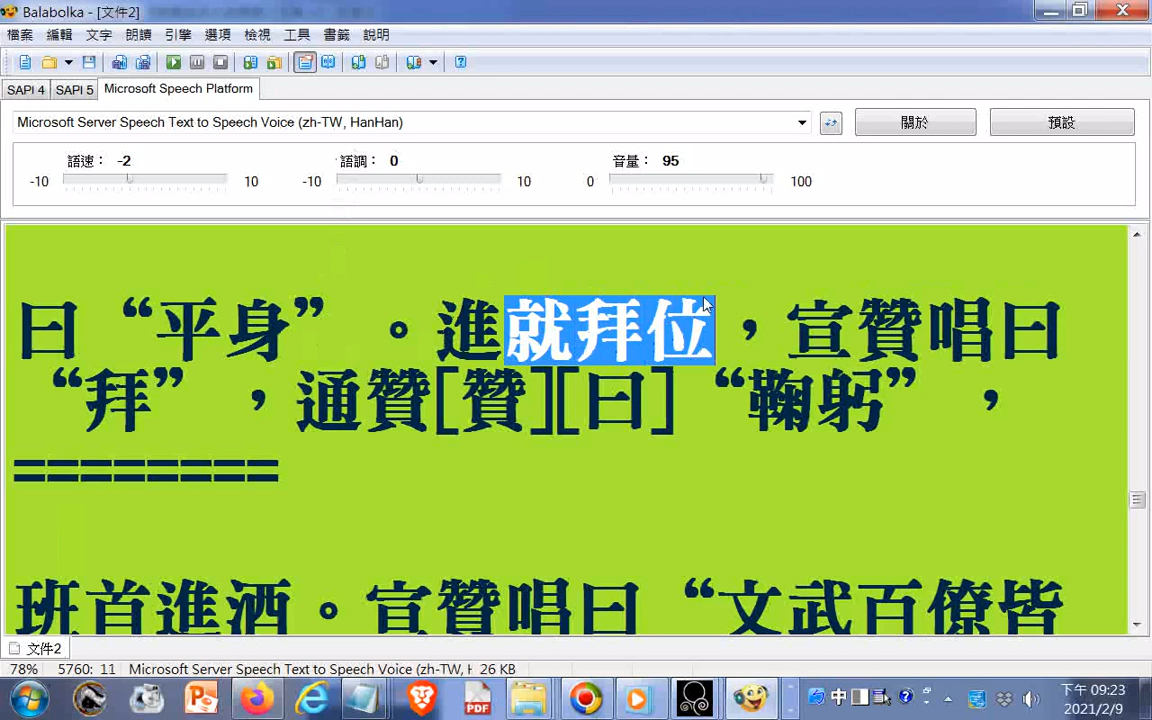 Balabolka - [文件2]
檔案 編輯 文字 朗讀 引擎 選項 檢視 工具 書籤 說明
SAPI 4 SAPI 5 Microsoft Speech Platform
Microsoft Server Speech Text to Speech Voice (zh-TW, HanHan) 關於 預設
語速： -2 語調： 0 音量： 95
-10 10 -10 10 0 100
曰“平身”。進就拜位，宣贊唱曰
“拜”，通贊[贊][曰]“鞠躬”，
========
班首進酒。宣贊唱曰“文武百僚皆
文件2
78% 5760: 11 Microsoft Server Speech Text to Speech Voice (zh-TW, H 26 KB
中 下午 09:23
2021/2/9